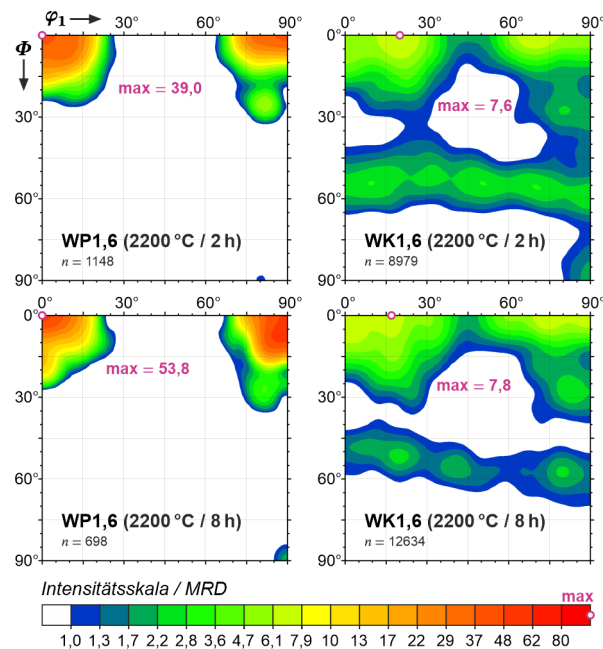 φ₁ 30° 60° 90° 0° 30° 60° 90°
Φ
0° 0°
max = 39,0 max = 7,6
30° 30°
60° 60°
WP1,6 (2200 °C / 2 h) WK1,6 (2200 °C / 2 h)
n = 1148 n = 8979
90° 90°
0° 30° 60° 90° 0° 30° 60° 90°
0° 0°
max = 53,8 max = 7,8
30° 30°
60° 60°
WP1,6 (2200 °C / 8 h) WK1,6 (2200 °C / 8 h)
n = 698 n = 12634
90° 90°
Intensitätsskala / MRD max
1,0 1,3 1,7 2,2 2,8 3,6 4,7 6,1 7,9 10 13 17 22 29 37 48 62 80